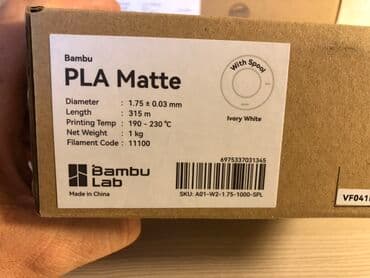 Bambu
PLA Matte
Diameter : 1.75 ± 0.03 mm
Length : 315 m
Printing Temp : 190 - 230 ℃
Net Weight : 1 kg
Filament Code : 11100
With Spool
Ivory White
Bambu
Lab
Made in China
6975337031345
SKU: A01-W2-1.75-1000-SPL